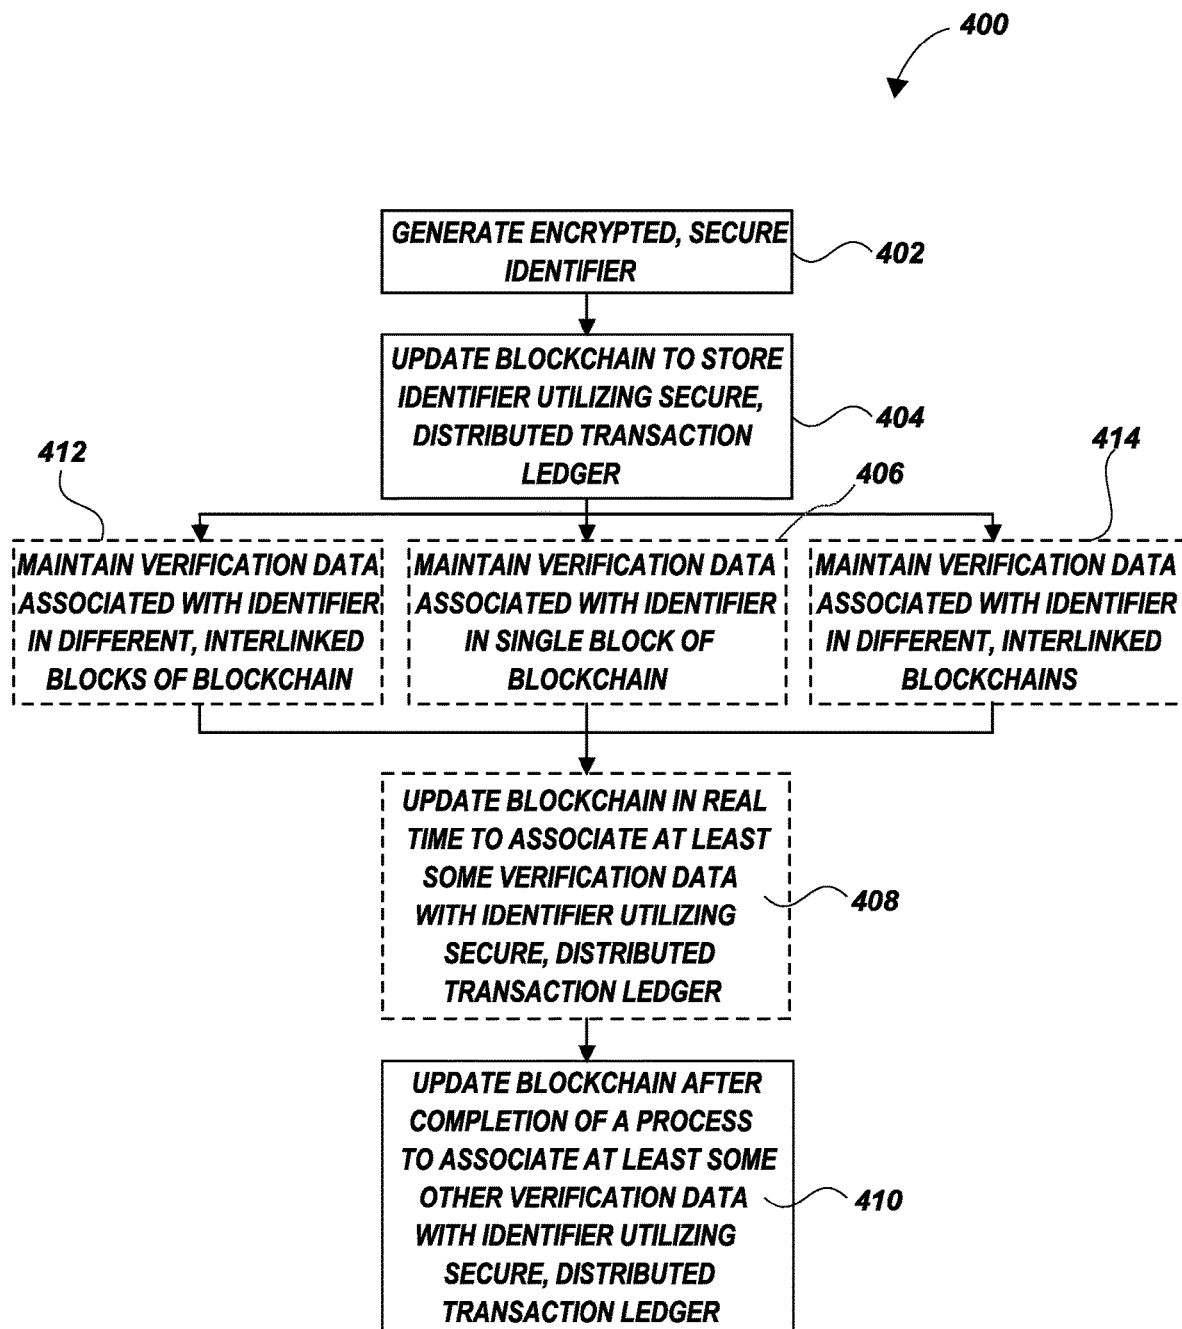 400
GENERATE ENCRYPTED, SECURE
IDENTIFIER
402
UPDATE BLOCKCHAIN TO STORE
IDENTIFIER UTILIZING SECURE,
DISTRIBUTED TRANSACTION
LEDGER
404
412
406
414
MAINTAIN VERIFICATION DATA
ASSOCIATED WITH IDENTIFIER
IN DIFFERENT, INTERLINKED
BLOCKS OF BLOCKCHAIN
MAINTAIN VERIFICATION DATA
ASSOCIATED WITH IDENTIFIER
IN SINGLE BLOCK OF
BLOCKCHAIN
MAINTAIN VERIFICATION DATA
ASSOCIATED WITH IDENTIFIER
IN DIFFERENT, INTERLINKED
BLOCKCHAINS
UPDATE BLOCKCHAIN IN REAL
TIME TO ASSOCIATE AT LEAST
SOME VERIFICATION DATA
WITH IDENTIFIER UTILIZING
SECURE, DISTRIBUTED
TRANSACTION LEDGER
408
UPDATE BLOCKCHAIN AFTER
COMPLETION OF A PROCESS
TO ASSOCIATE AT LEAST SOME
OTHER VERIFICATION DATA
WITH IDENTIFIER UTILIZING
SECURE, DISTRIBUTED
TRANSACTION LEDGER
410